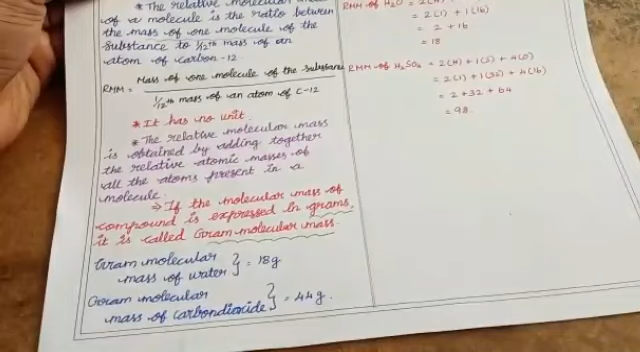 * The relative molecular
of a molecule is the ratio between
the mass of one molecule of the
substance to 1/12th mass of an
atom of carbon-12.
RMM = Mass of one molecule of the substance
1/12th mass of an atom of C-12
* It has no unit.
* The relative molecular mass
is obtained by adding together
the relative atomic masses of
all the atoms present in a
molecule.
⇒ If the molecular mass of
compound is expressed in grams,
it is called Gram molecular mass.
Gram molecular
mass of water } = 18g
Gram molecular
mass of carbondioxide } = 44g.
RMM of H₂O =
= 2(1) + 1(16)
= 2 + 16
= 18
RMM of H₂SO₄ = 2(H) + 1(S) + 4(O)
= 2(1) + 1(32) + 4(16)
= 2 + 32 + 64
= 98.